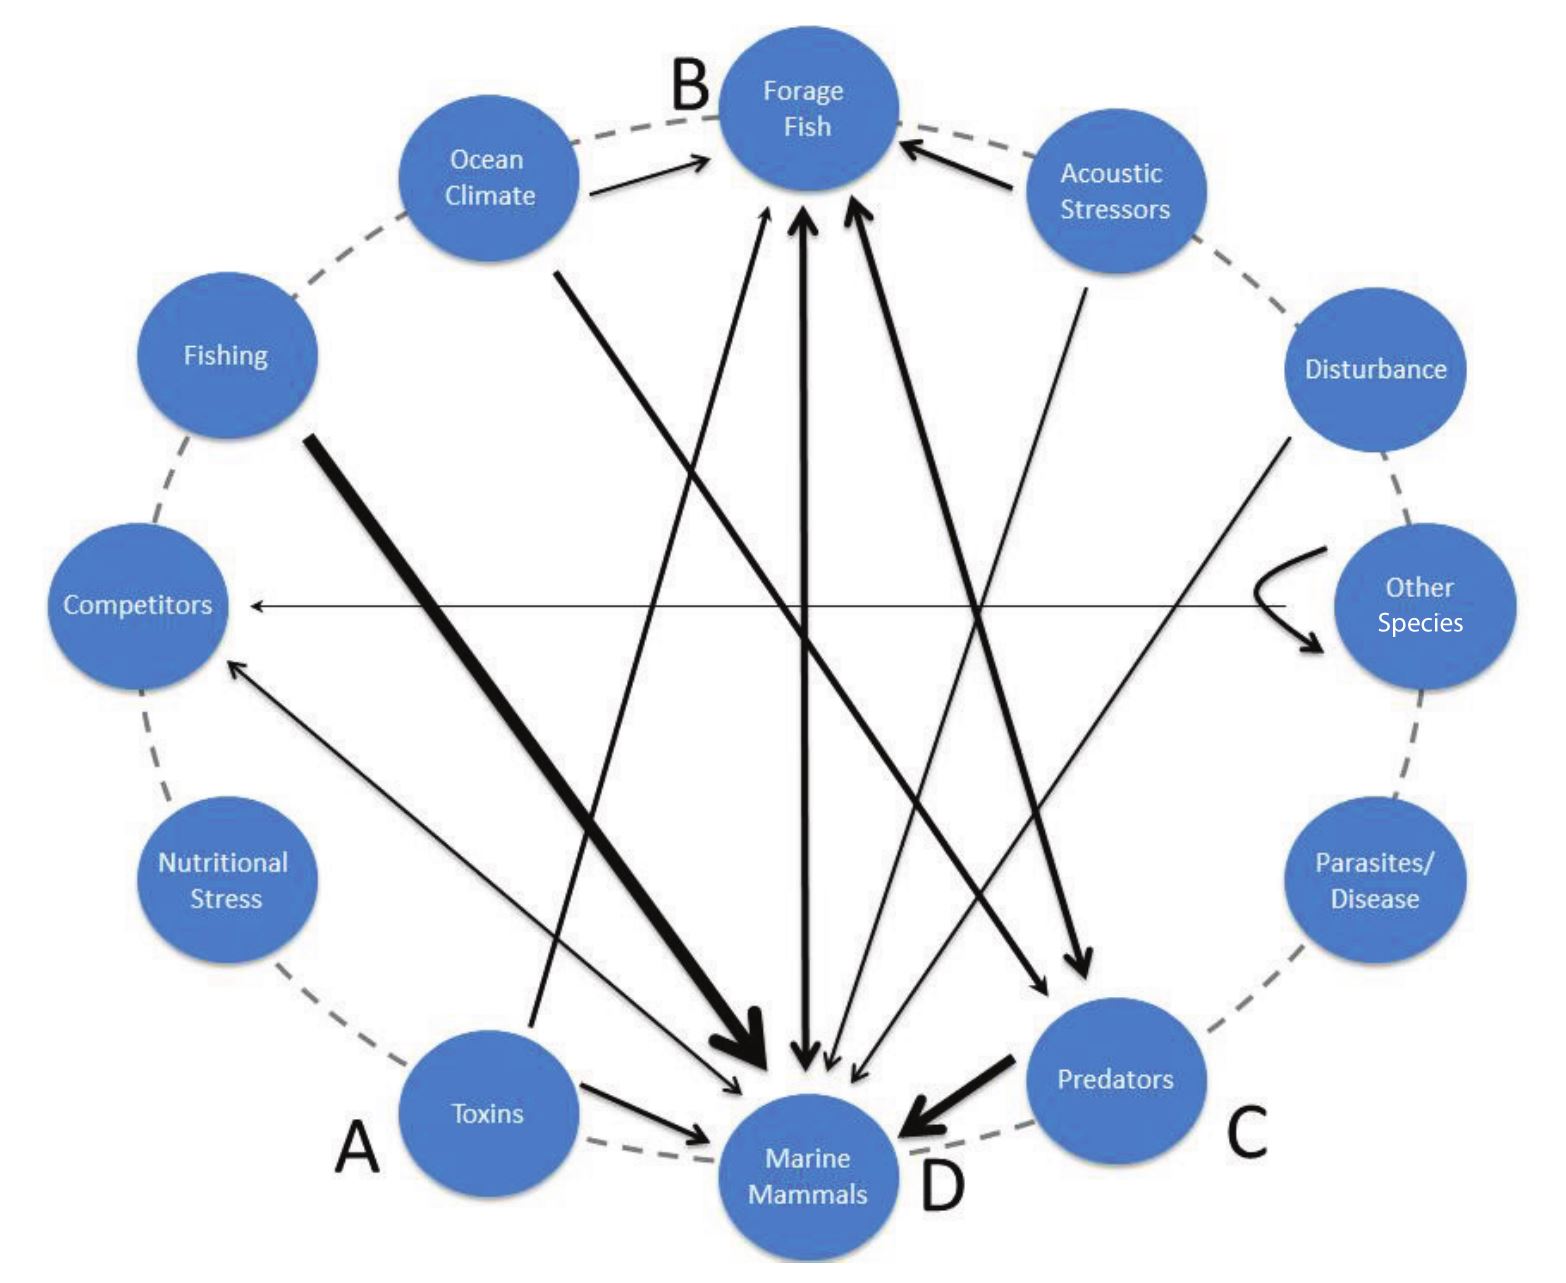 B
Forage
Fish
Ocean
Climate
Acoustic
Stressors
Fishing
Disturbance
Competitors
Other
Species
Nutritional
Stress
Parasites/
Disease
Toxins
A
Predators
C
Marine
Mammals
D